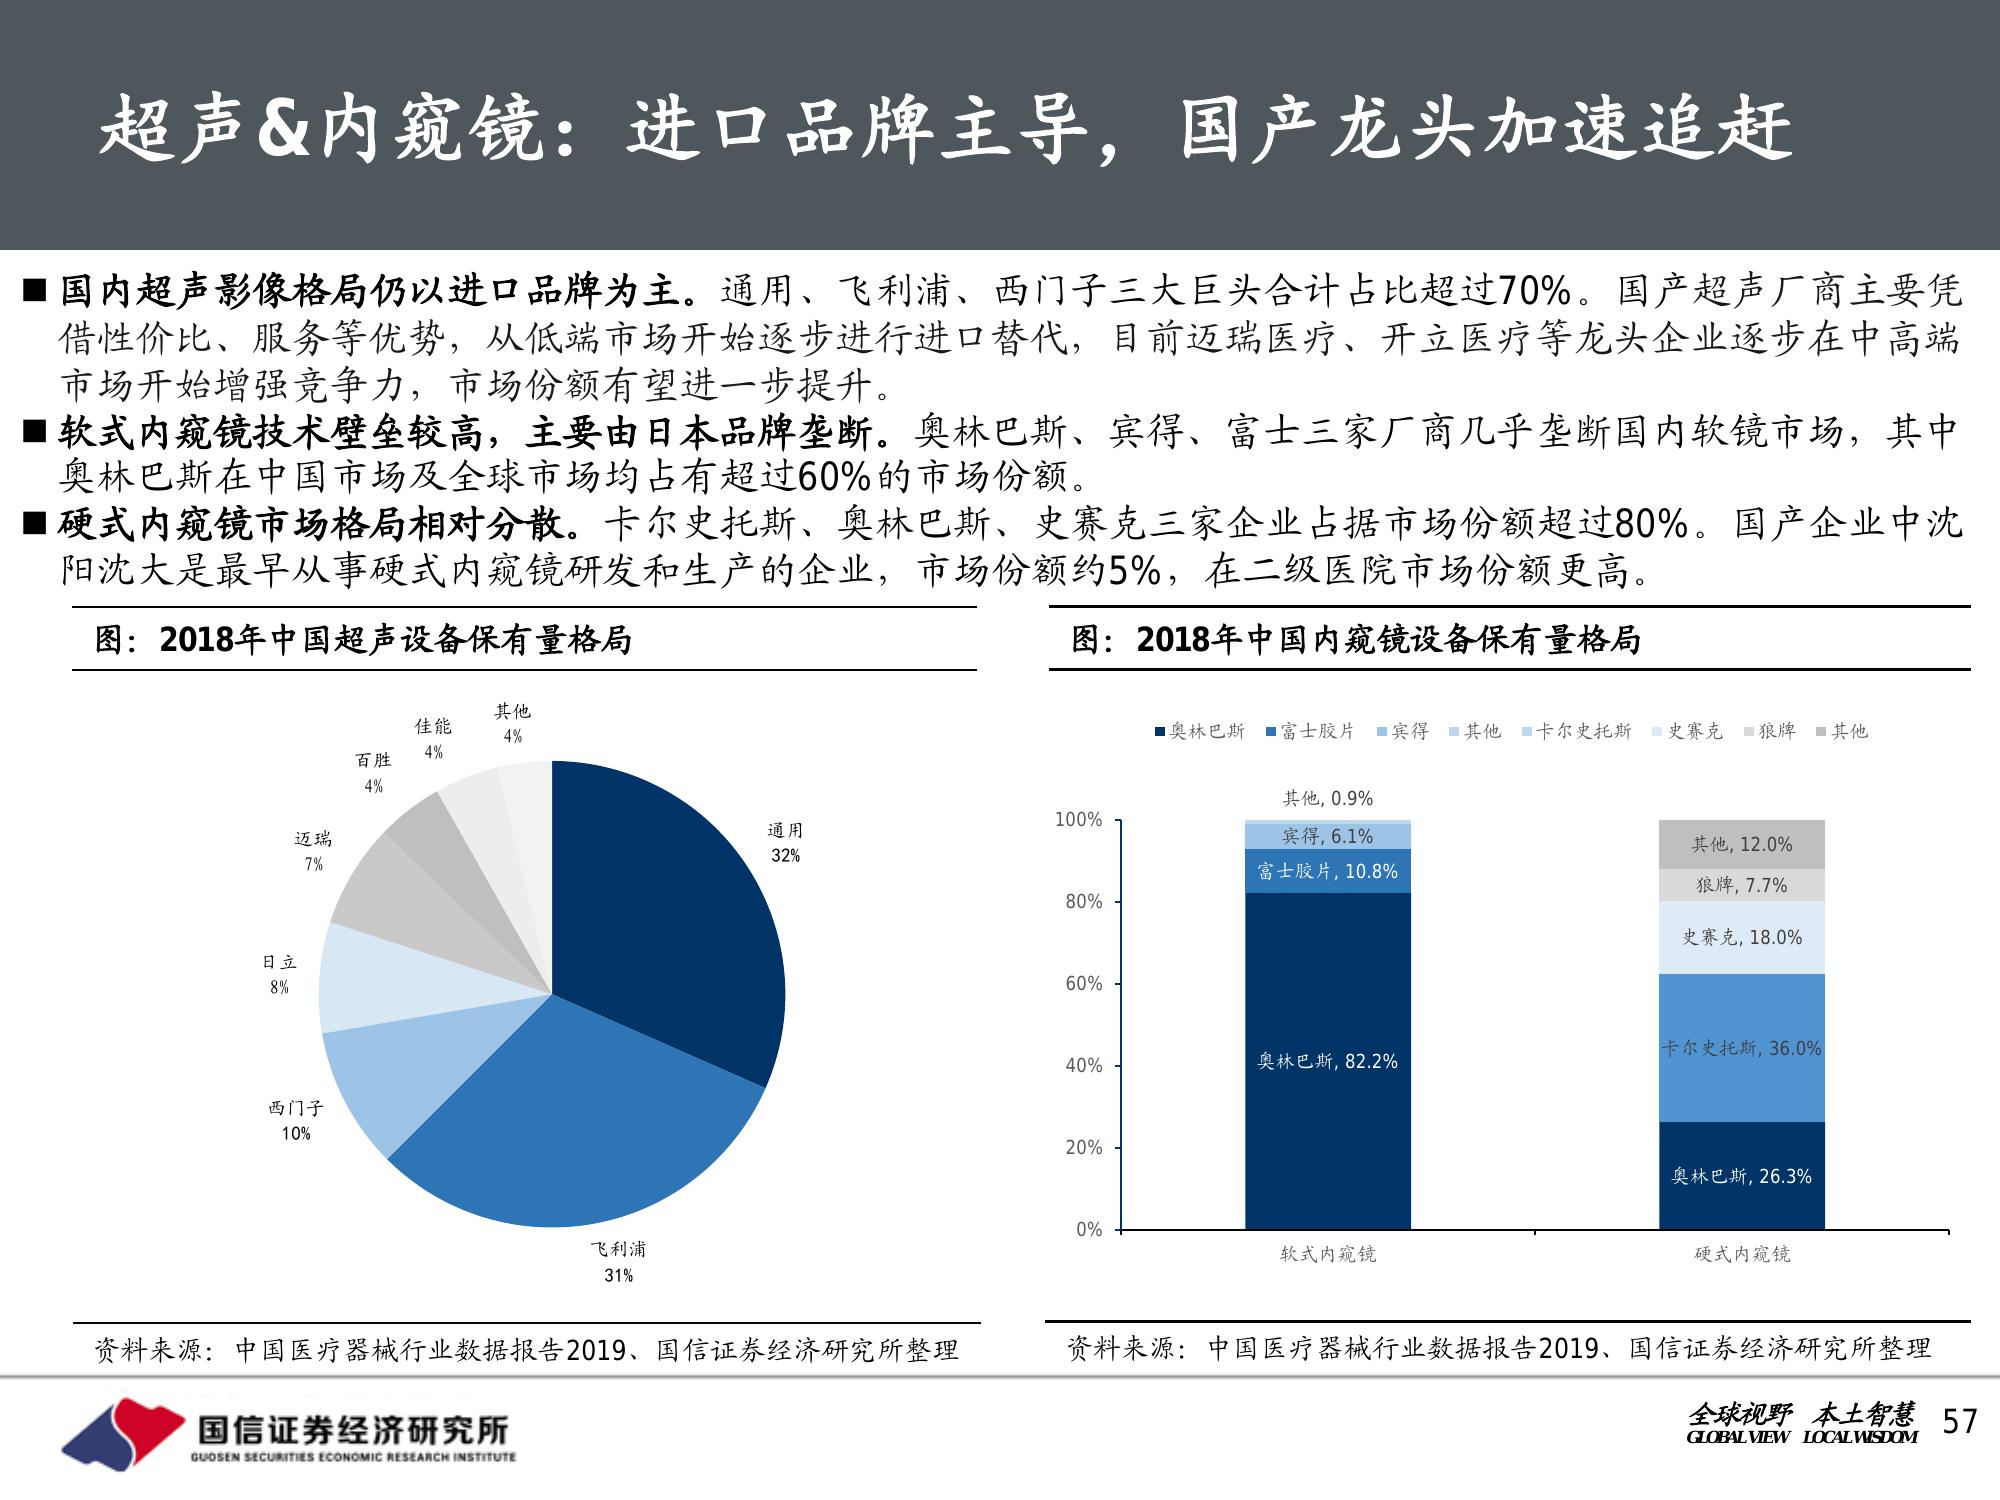 超声&内窥镜：进口品牌主导，国产龙头加速追赶
■国内超声影像格局仍以进口品牌为主。通用、飞利浦、西门子三大巨头合计占比超过70%。国产超声厂商主要凭
借性价比、服务等优势，从低端市场开始逐步进行进口替代，目前迈瑞医疗、开立医疗等龙头企业逐步在中高端
市场开始增强竞争力，市场份额有望进一步提升。
■软式内窥镜技术壁垒较高，主要由日本品牌垄断。奥林巴斯、宾得、富士三家厂商几乎垄断国内软镜市场，其中
奥林巴斯在中国市场及全球市场均占有超过60%的市场份额。
■硬式内窥镜市场格局相对分散。卡尔史托斯、奥林巴斯、史赛克三家企业占据市场份额超过80%。国产企业中沈
阳沈大是最早从事硬式内窥镜研发和生产的企业，市场份额约5%，在二级医院市场份额更高。
图：2018年中国超声设备保有量格局
其他
4%
佳能
4%
百胜
4%
迈瑞
7%
日立
8%
西门子
10%
飞利浦
31%
通用
32%
资料来源：中国医疗器械行业数据报告2019、国信证券经济研究所整理
图：2018年中国内窥镜设备保有量格局
奥林巴斯 富士胶片 宾得 其他 卡尔史托斯 史赛克 狼牌 其他
100%
80%
60%
40%
20%
0%
其他, 0.9%
宾得, 6.1%
富士胶片, 10.8%
奥林巴斯, 82.2%
软式内窥镜
其他, 12.0%
狼牌, 7.7%
史赛克, 18.0%
卡尔史托斯, 36.0%
奥林巴斯, 26.3%
硬式内窥镜
资料来源：中国医疗器械行业数据报告2019、国信证券经济研究所整理
国信证券经济研究所
GUOSEN SECURITIES ECONOMIC RESEARCH INSTITUTE
全球视野 本土智慧
GLOBAL VIEW LOCAL WISDOM
57